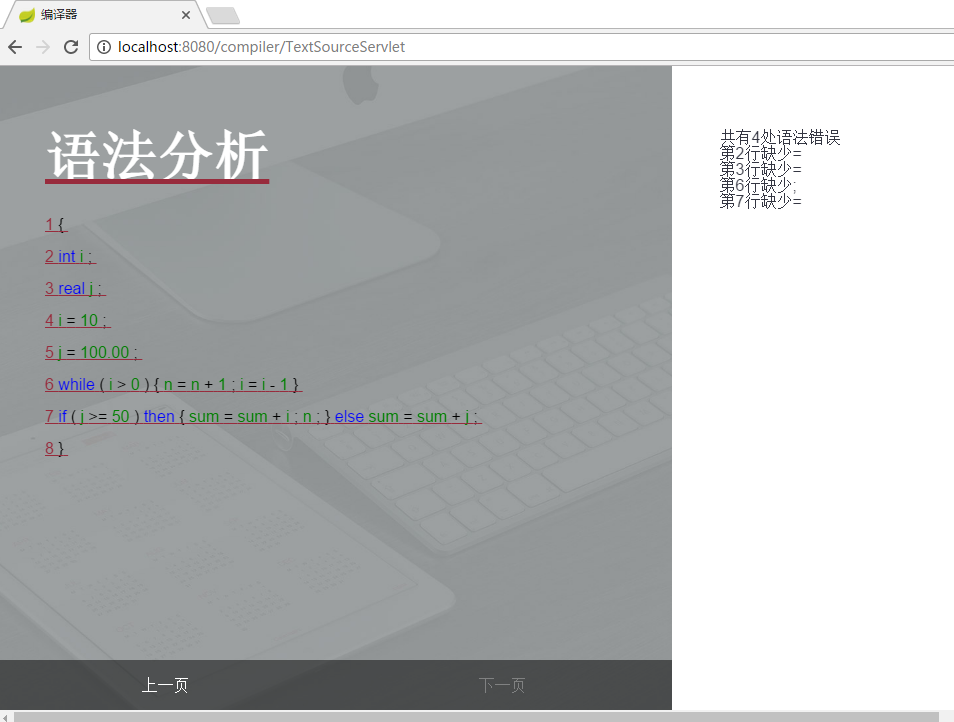 编译器
localhost:8080/compiler/TextSourceServlet
语法分析
1 {
2 int i ;
3 real j ;
4 i = 10 ;
5 j = 100.00 ;
6 while ( i > 0 ) { n = n + 1 ; i = i - 1 }
7 if ( j >= 50 ) then { sum = sum + i ; n ; } else sum = sum + j ;
8 }
上一页
下一页
共有4处语法错误
第2行缺少=
第3行缺少=
第6行缺少;
第7行缺少=